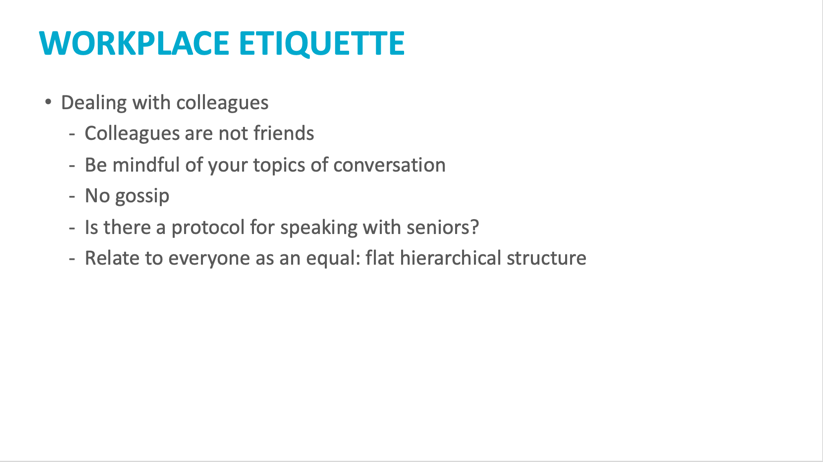 WORKPLACE ETIQUETTE
• Dealing with colleagues
- Colleagues are not friends
- Be mindful of your topics of conversation
- No gossip
- Is there a protocol for speaking with seniors?
- Relate to everyone as an equal: flat hierarchical structure